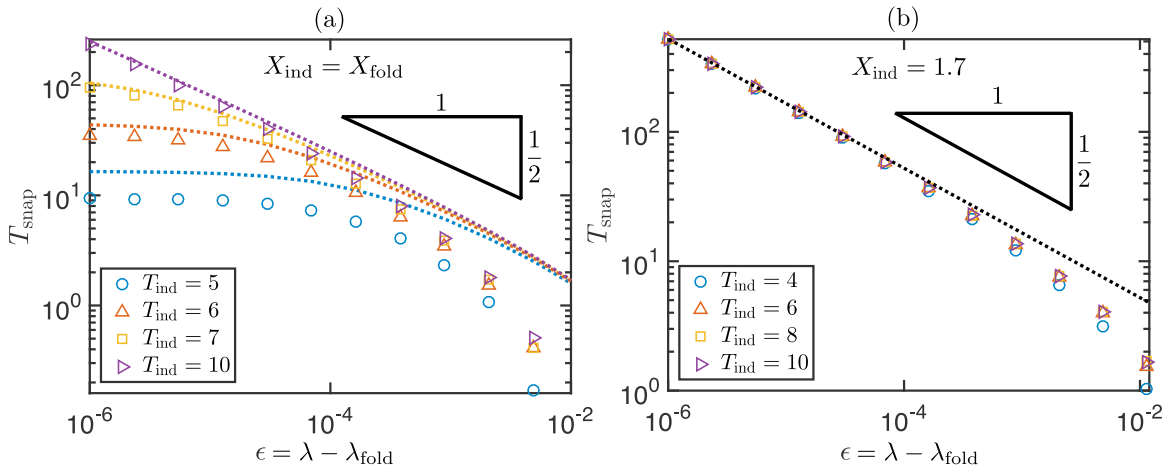 (a)
X_ind = X_fold
1
1/2
T_snap
10^2
10^1
10^0
T_ind = 5
T_ind = 6
T_ind = 7
T_ind = 10
10^-6
10^-4
10^-2
ϵ = λ − λ_fold
(b)
X_ind = 1.7
1
1/2
T_snap
10^2
10^1
10^0
T_ind = 4
T_ind = 6
T_ind = 8
T_ind = 10
10^-6
10^-4
10^-2
ϵ = λ − λ_fold